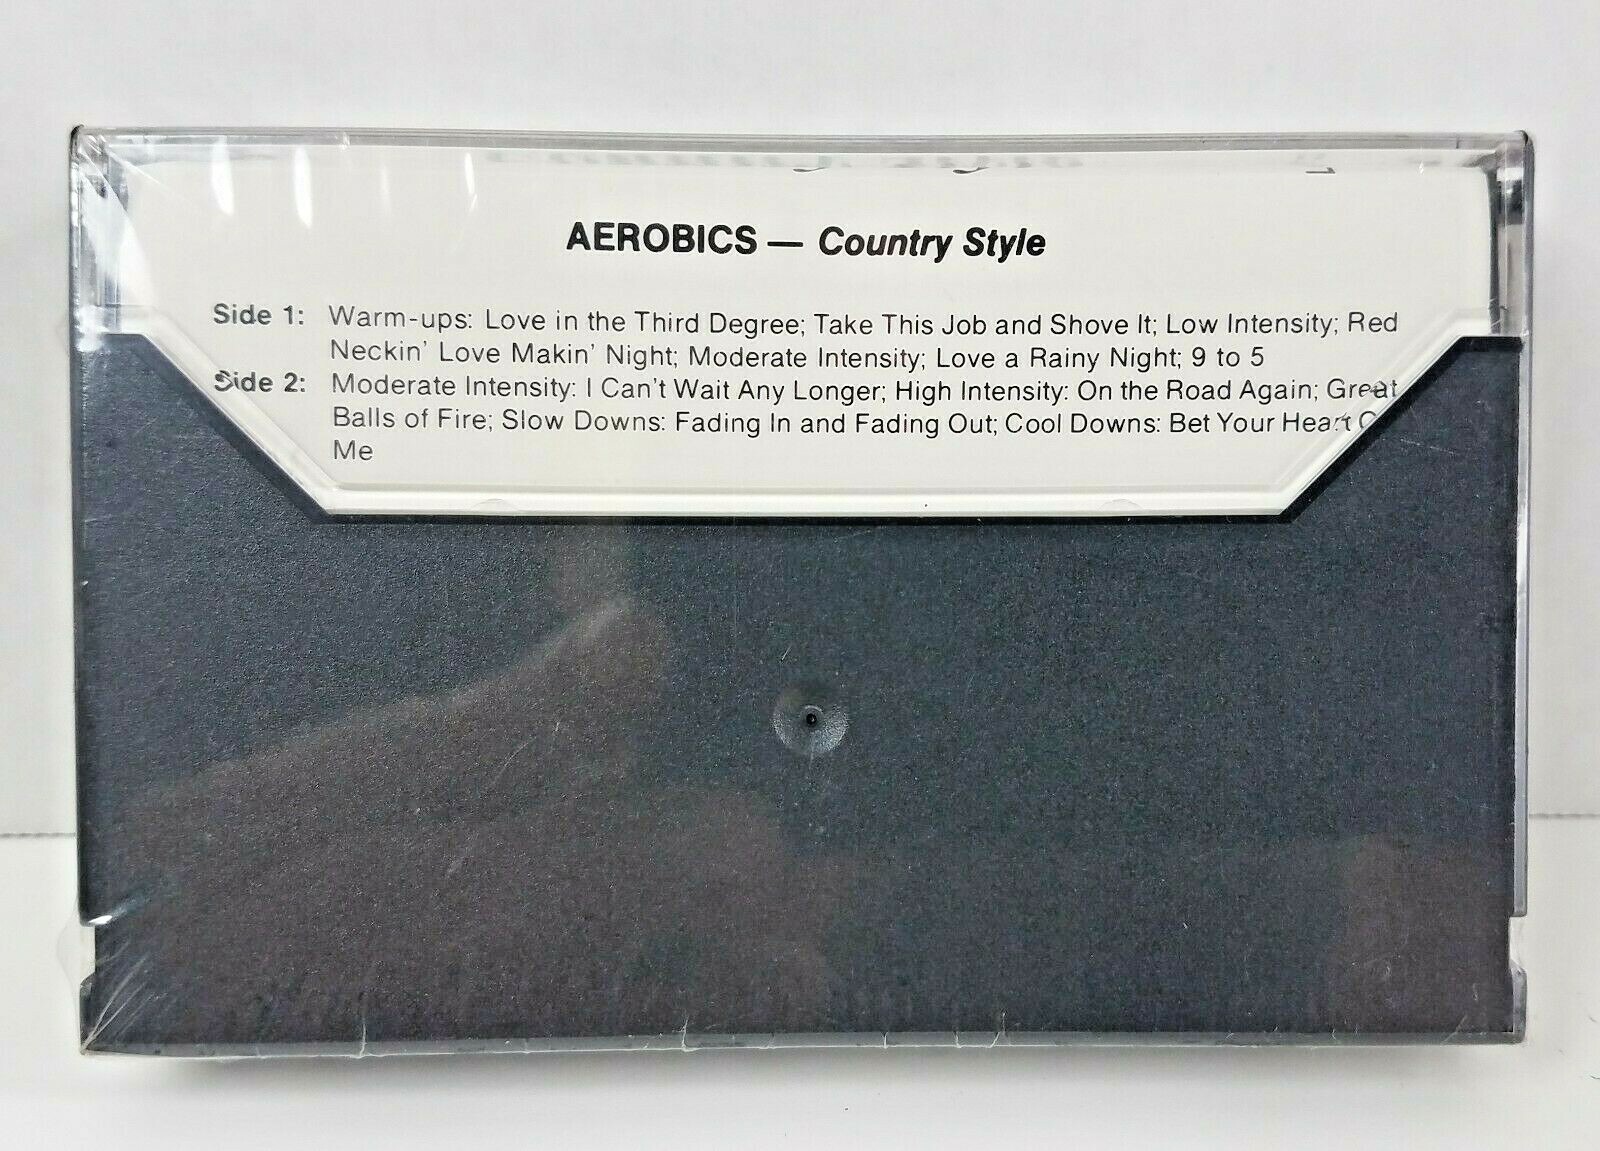 AEROBICS — Country Style
Side 1: Warm-ups: Love in the Third Degree; Take This Job and Shove It; Low Intensity; Red
Neckin' Love Makin' Night; Moderate Intensity; Love a Rainy Night; 9 to 5
Side 2: Moderate Intensity: I Can't Wait Any Longer; High Intensity: On the Road Again; Great
Balls of Fire; Slow Downs: Fading In and Fading Out; Cool Downs: Bet Your Heart
Me